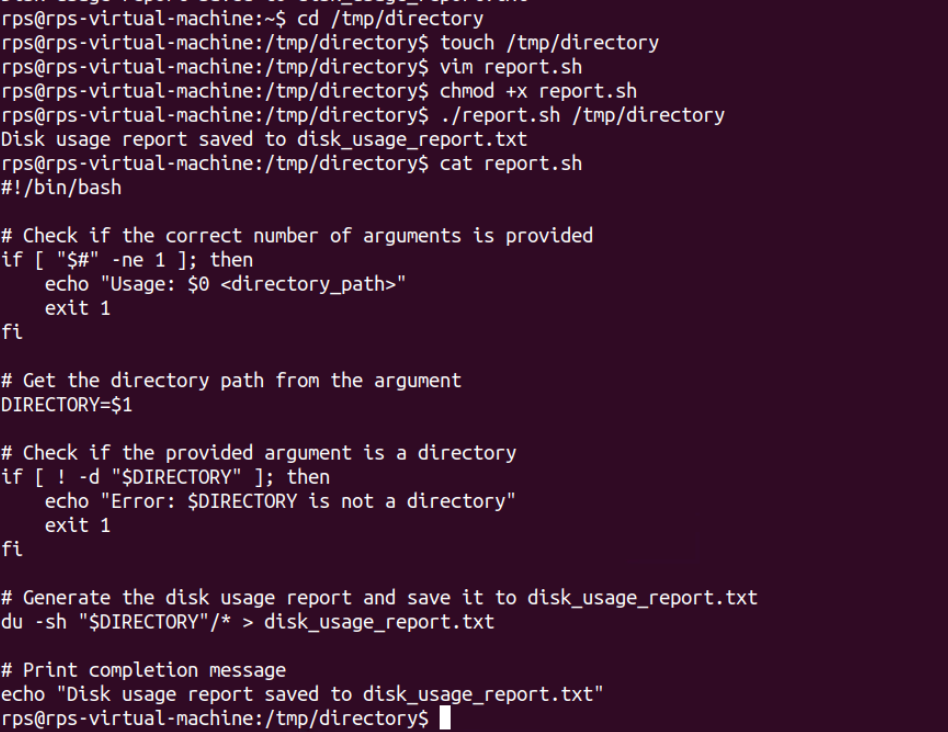 Disk usage report saved to disk_usage_report.txt
rps@rps-virtual-machine:~$ cd /tmp/directory
rps@rps-virtual-machine:/tmp/directory$ touch /tmp/directory
rps@rps-virtual-machine:/tmp/directory$ vim report.sh
rps@rps-virtual-machine:/tmp/directory$ chmod +x report.sh
rps@rps-virtual-machine:/tmp/directory$ ./report.sh /tmp/directory
Disk usage report saved to disk_usage_report.txt
rps@rps-virtual-machine:/tmp/directory$ cat report.sh
#!/bin/bash

# Check if the correct number of arguments is provided
if [ "$#" -ne 1 ]; then
    echo "Usage: $0 <directory_path>"
    exit 1
fi

# Get the directory path from the argument
DIRECTORY=$1

# Check if the provided argument is a directory
if [ ! -d "$DIRECTORY" ]; then
    echo "Error: $DIRECTORY is not a directory"
    exit 1
fi

# Generate the disk usage report and save it to disk_usage_report.txt
du -sh "$DIRECTORY"/* > disk_usage_report.txt

# Print completion message
echo "Disk usage report saved to disk_usage_report.txt"
rps@rps-virtual-machine:/tmp/directory$